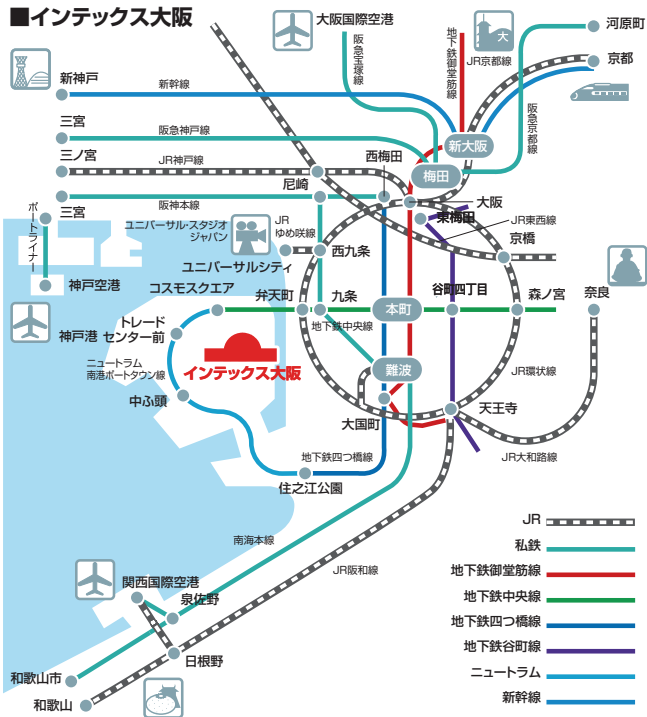 ■インテックス大阪
大阪国際空港
河原町
阪急宝塚線
地下鉄御堂筋線
大
JR京都線
京都
新神戸
新幹線
阪急京都線
三宮
阪急神戸線
新大阪
三ノ宮
JR神戸線
西梅田
梅田
尼崎
阪神本線
大阪
三宮
東梅田
ポートライナー
ユニバーサル・スタジオ
ジャパン
JR
ゆめ咲線
JR東西線
西九条
京橋
ユニバーサルシティ
神戸空港
コスモスクエア
弁天町
九条
本町
谷町四丁目
森ノ宮
奈良
神戸港
トレード
センター前
地下鉄中央線
ニュートラム
南港ポートタウン線
インテックス大阪
難波
JR環状線
中ふ頭
大国町
天王寺
地下鉄四つ橋線
JR大和路線
住之江公園
南海本線
JR阪和線
JR
私鉄
地下鉄御堂筋線
地下鉄中央線
地下鉄四つ橋線
地下鉄谷町線
ニュートラム
新幹線
関西国際空港
泉佐野
日根野
和歌山市
和歌山